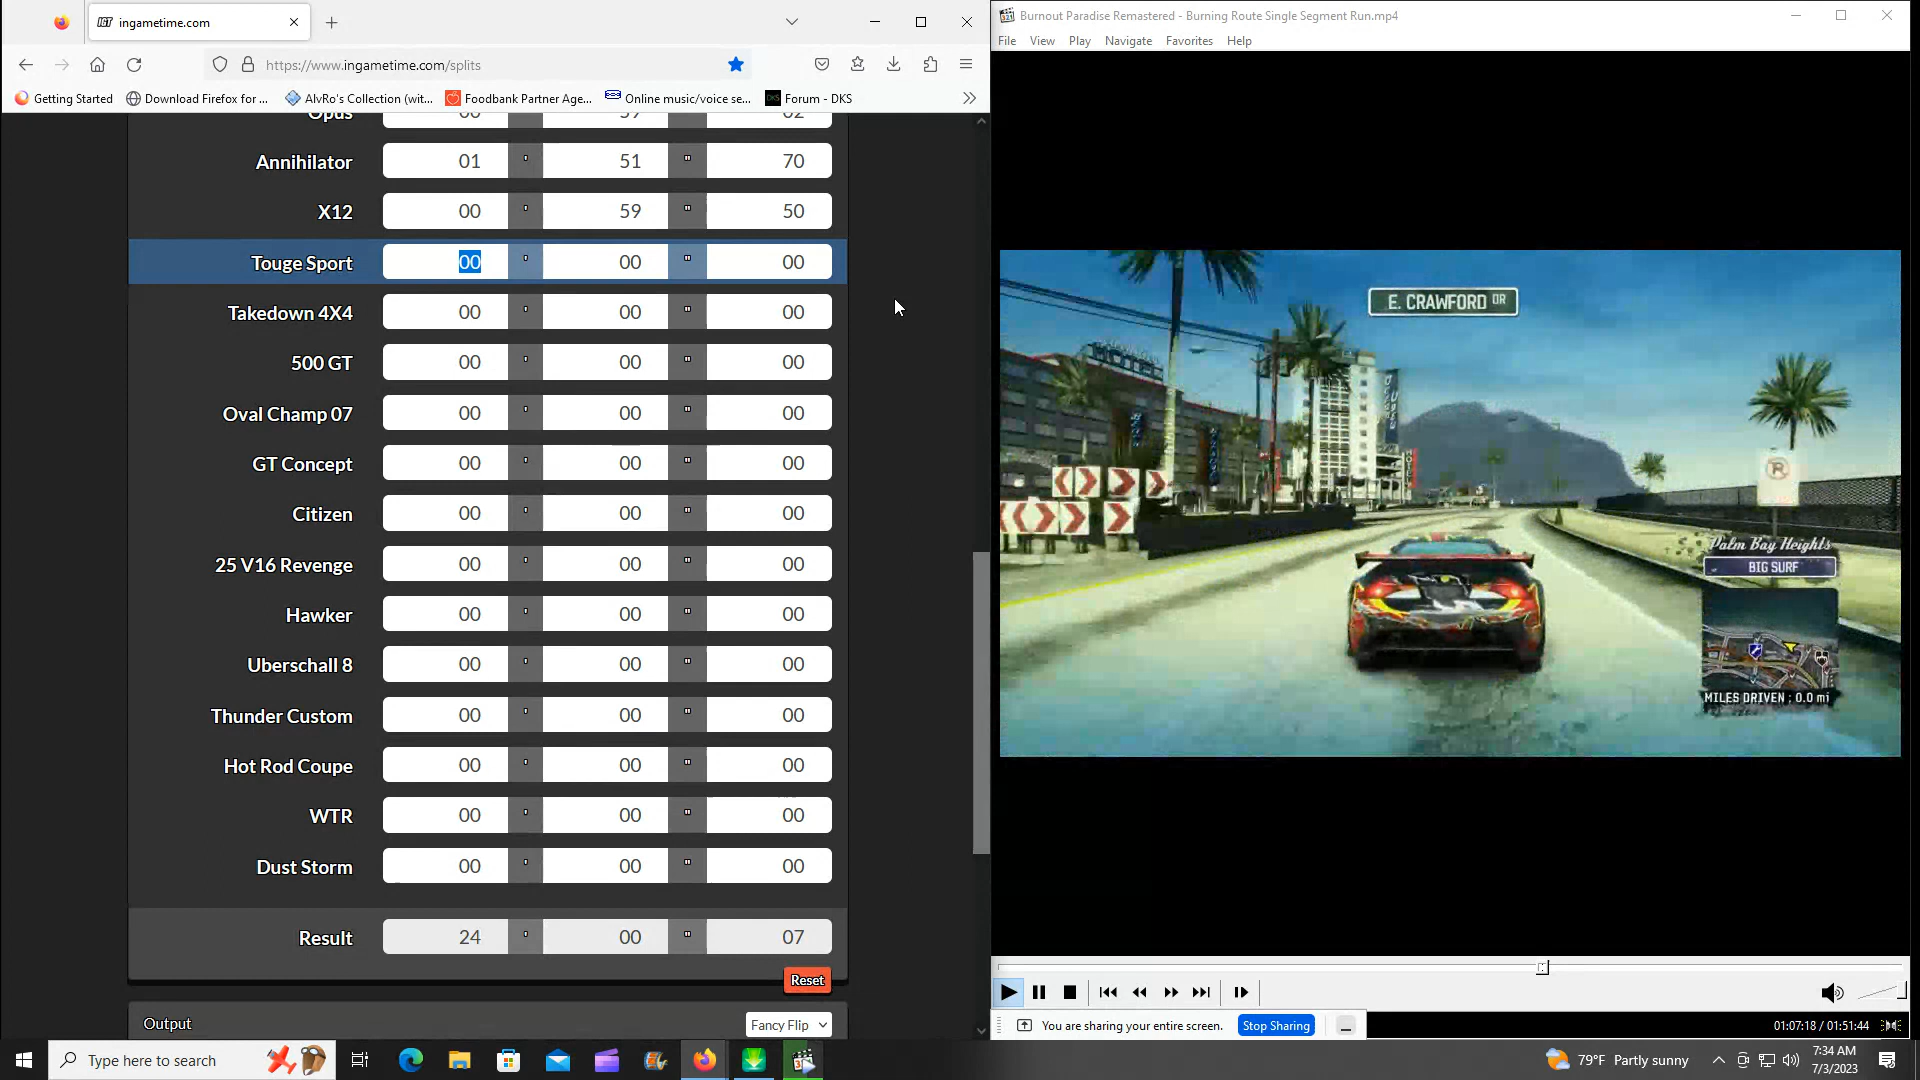 ingametime.com
https://www.ingametime.com/splits
Getting Started
Download Firefox for ...
AlvRo's Collection (wit...
Foodbank Partner Age...
Online music/voice se...
Forum - DKS
Opus 00 59 02
Annihilator 01 ' 51 " 70
X12 00 ' 59 " 50
Touge Sport 00 ' 00 " 00
Takedown 4X4 00 ' 00 " 00
500 GT 00 ' 00 " 00
Oval Champ 07 00 ' 00 " 00
GT Concept 00 ' 00 " 00
Citizen 00 ' 00 " 00
25 V16 Revenge 00 ' 00 " 00
Hawker 00 ' 00 " 00
Uberschall 8 00 ' 00 " 00
Thunder Custom 00 ' 00 " 00
Hot Rod Coupe 00 ' 00 " 00
WTR 00 ' 00 " 00
Dust Storm 00 ' 00 " 00
Result 24 ' 00 " 07
Reset
Output
Fancy Flip
Burnout Paradise Remastered - Burning Route Single Segment Run.mp4
File View Play Navigate Favorites Help
E. CRAWFORD DR
HOTEL
Palm Bay Heights
BIG SURF
MILES DRIVEN : 0.0 mi
You are sharing your entire screen.
Stop Sharing
01:07:18 / 01:51:44
Type here to search
79°F Partly sunny
7:34 AM
7/3/2023